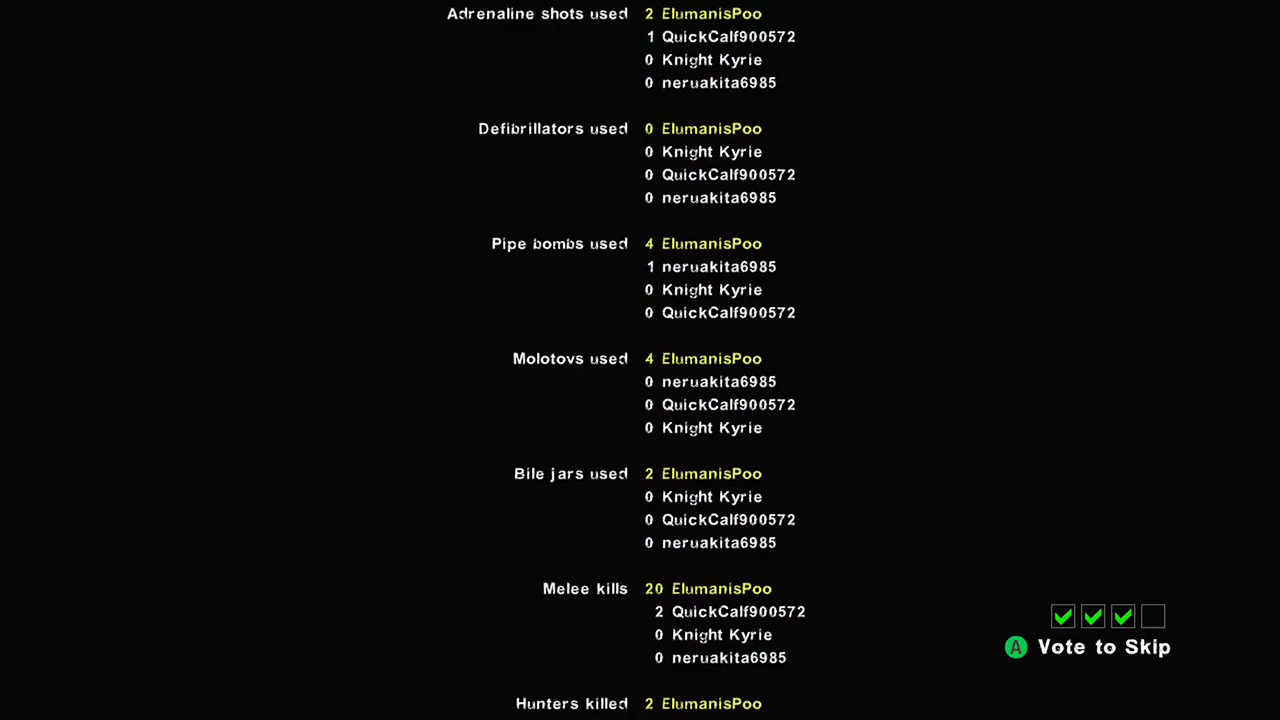 Adrenaline shots used 2 ElumanisPoo
1 QuickCalf900572
0 Knight Kyrie
0 neruakita6985
Defibrillators used 0 ElumanisPoo
0 Knight Kyrie
0 QuickCalf900572
0 neruakita6985
Pipe bombs used 4 ElumanisPoo
1 neruakita6985
0 Knight Kyrie
0 QuickCalf900572
Molotovs used 4 ElumanisPoo
0 neruakita6985
0 QuickCalf900572
0 Knight Kyrie
Bile jars used 2 ElumanisPoo
0 Knight Kyrie
0 QuickCalf900572
0 neruakita6985
Melee kills 20 ElumanisPoo
2 QuickCalf900572
0 Knight Kyrie
0 neruakita6985
Hunters killed 2 ElumanisPoo
A Vote to Skip